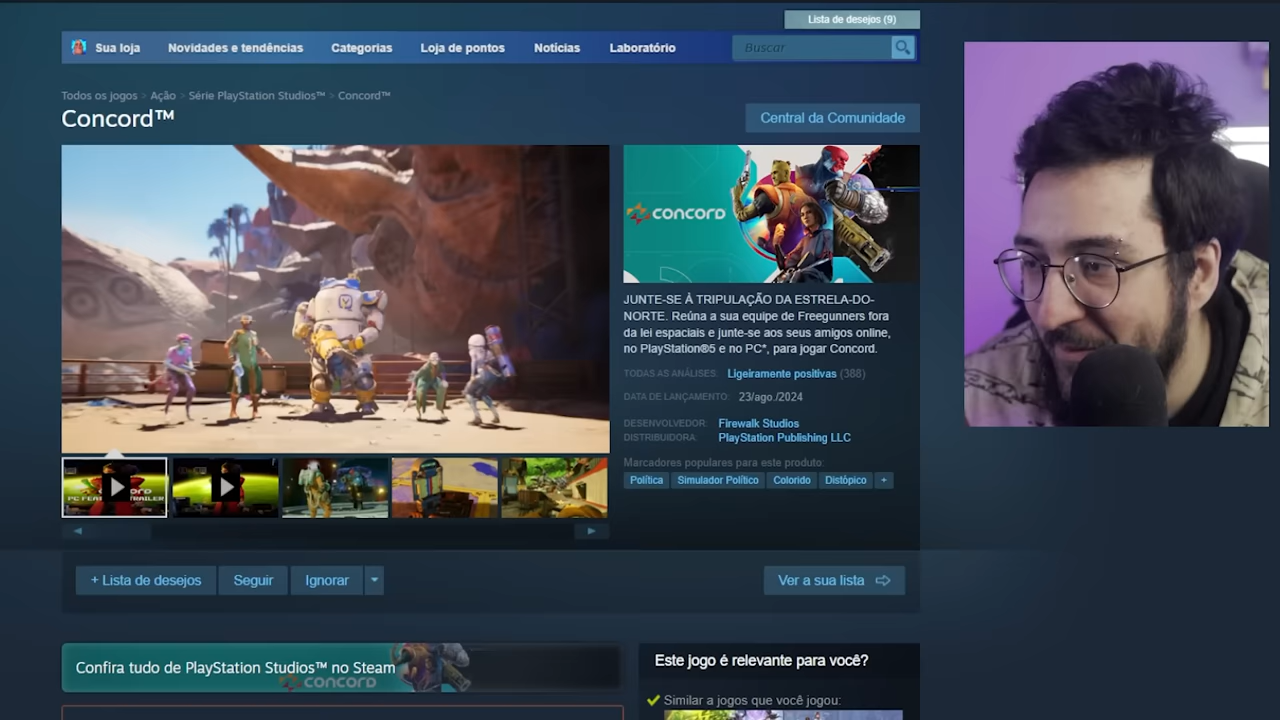 Lista de desejos (9)
Sua loja Novidades e tendências Categorias Loja de pontos Notícias Laboratório Buscar
Todos os jogos > Ação > Série PlayStation Studios™ > Concord™
Concord™
Central da Comunidade
CONCORD
JUNTE-SE À TRIPULAÇÃO DA ESTRELA-DO-
NORTE. Reúna a sua equipe de Freegunners fora
da lei espaciais e junte-se aos seus amigos online,
no PlayStation®5 e no PC*, para jogar Concord.
TODAS AS ANÁLISES: Ligeiramente positivas (388)
DATA DE LANÇAMENTO: 23/ago./2024
DESENVOLVEDOR: Firewalk Studios
DISTRIBUIDORA: PlayStation Publishing LLC
Marcadores populares para este produto:
Política Simulador Político Colorido Distópico +
+ Lista de desejos Seguir Ignorar Ver a sua lista
Confira tudo de PlayStation Studios™ no Steam
CONCORD
Este jogo é relevante para você?
Similar a jogos que você jogou: